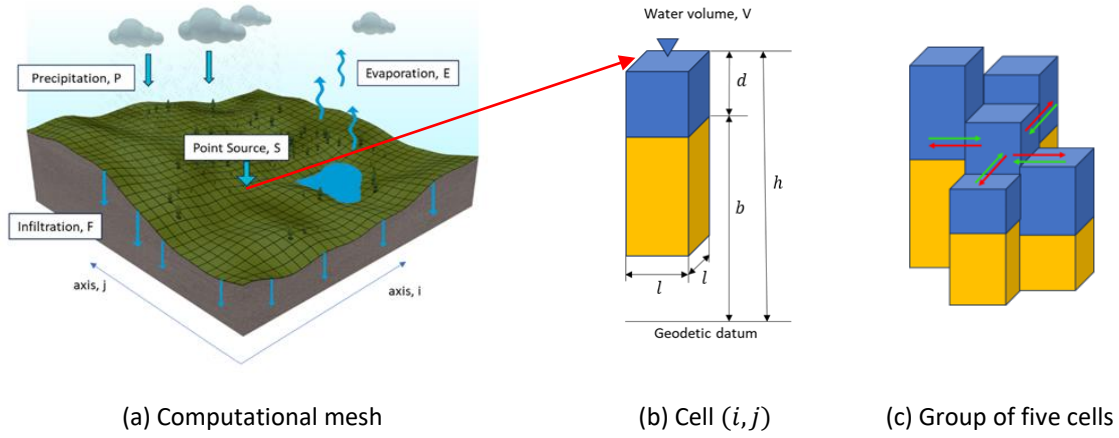 Precipitation, P
Evaporation, E
Point Source, S
Infiltration, F
axis, j
axis, i
Water volume, V
d
h
b
l
l
Geodetic datum
(a) Computational mesh
(b) Cell (i, j)
(c) Group of five cells